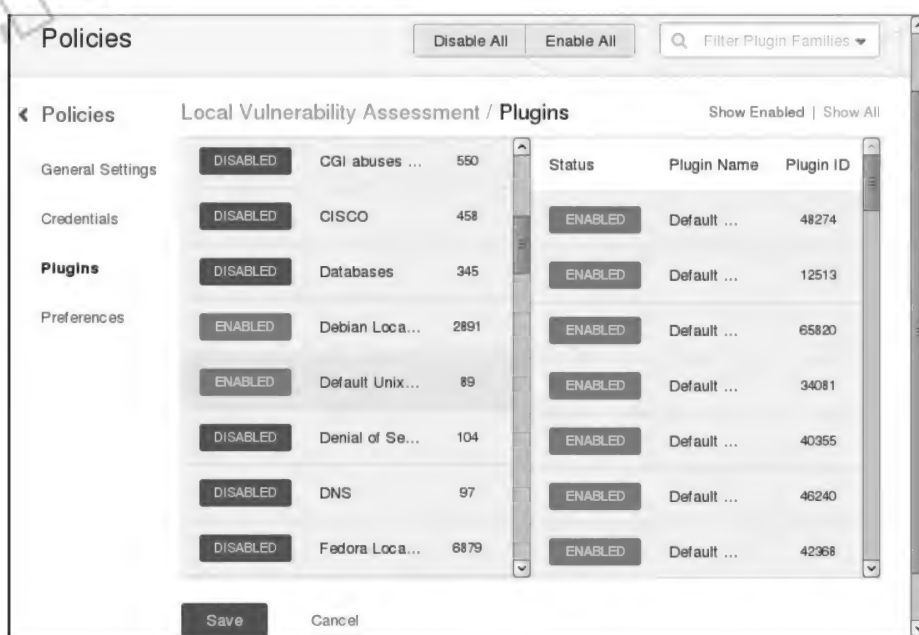 Policies
Disable All
Enable All
Filter Plugin Families
Policies
General Settings
Credentials
Plugins
Preferences
Local Vulnerability Assessment / Plugins
Show Enabled | Show All
DISABLED CGI abuses ... 550
DISABLED CISCO 458
DISABLED Databases 345
ENABLED Debian Loca... 2891
ENABLED Default Unix... 89
DISABLED Denial of Se... 104
DISABLED DNS 97
DISABLED Fedora Loca... 6879
Status Plugin Name Plugin ID
ENABLED Default ... 48274
ENABLED Default ... 12513
ENABLED Default ... 65820
ENABLED Default ... 34081
ENABLED Default ... 40355
ENABLED Default ... 46240
ENABLED Default ... 42368
Save
Cancel